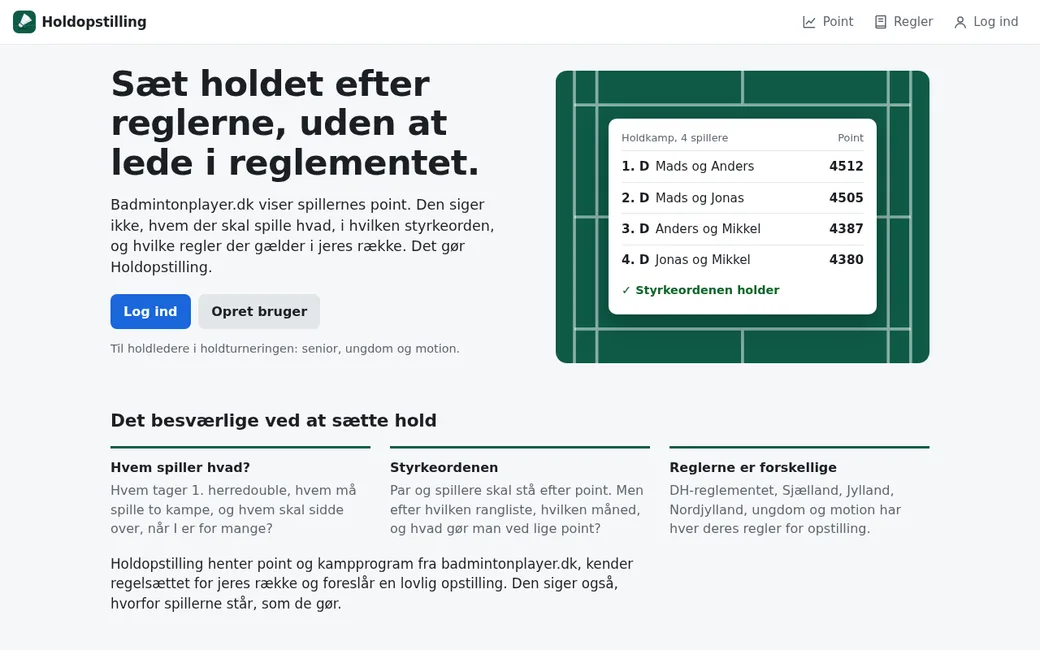 Holdopstilling
Point
Regler
Log ind
Sæt holdet efter
reglerne, uden at
lede i reglementet.
Badmintonplayer.dk viser spillernes point. Den siger
ikke, hvem der skal spille hvad, i hvilken styrkeorden,
og hvilke regler der gælder i jeres række. Det gør
Holdopstilling.
Log ind
Opret bruger
Til holdledere i holdturneringen: senior, ungdom og motion.
Holdkamp, 4 spillere Point
1. D Mads og Anders 4512
2. D Mads og Jonas 4505
3. D Anders og Mikkel 4387
4. D Jonas og Mikkel 4380
✓ Styrkeordenen holder
Det besværlige ved at sætte hold
Hvem spiller hvad?
Hvem tager 1. herredouble, hvem må
spille to kampe, og hvem skal sidde
over, når I er for mange?
Styrkeordenen
Par og spillere skal stå efter point. Men
efter hvilken rangliste, hvilken måned,
og hvad gør man ved lige point?
Reglerne er forskellige
DH-reglementet, Sjælland, Jylland,
Nordjylland, ungdom og motion har
hver deres regler for opstilling.
Holdopstilling henter point og kampprogram fra badmintonplayer.dk, kender
regelsættet for jeres række og foreslår en lovlig opstilling. Den siger også,
hvorfor spillerne står, som de gør.